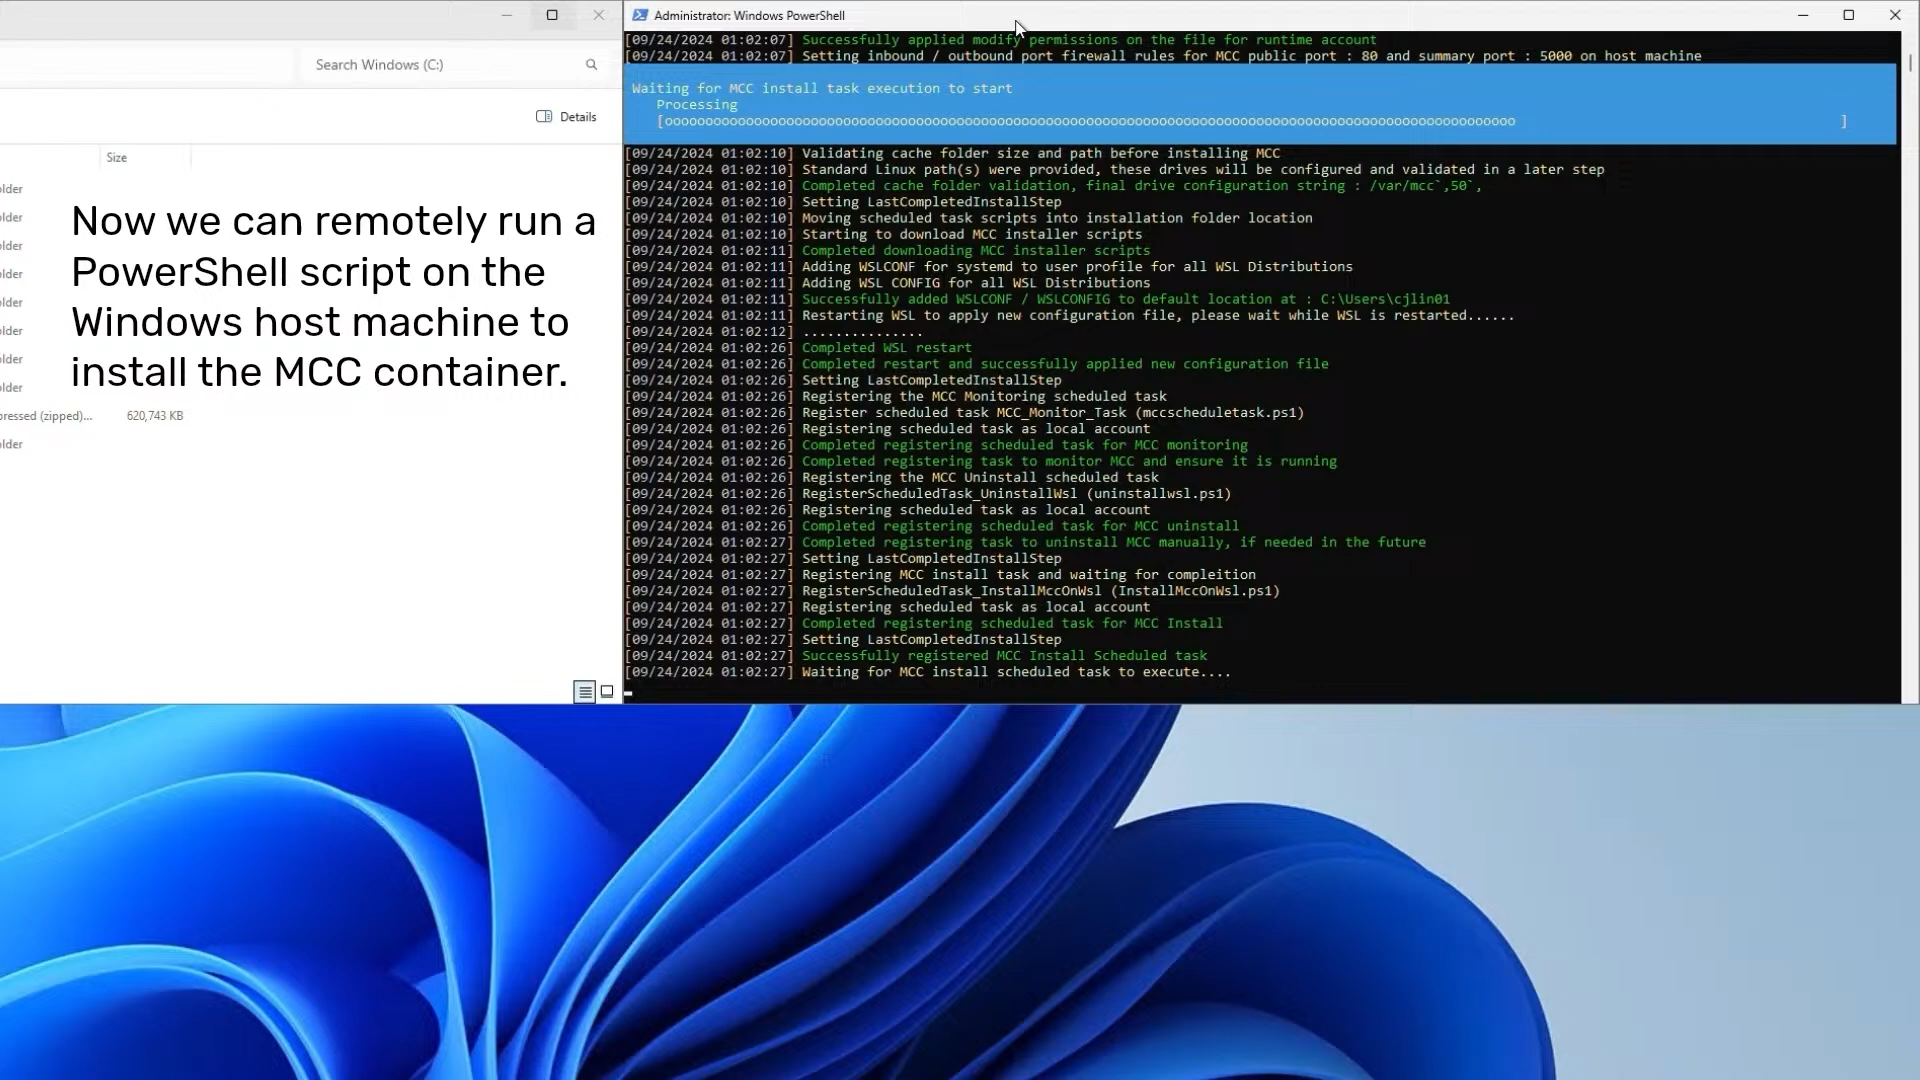 Search Windows (C:)
Details
Size
older
older
older
older
older
older
older
older
pressed (zipped)... 620,743 KB
older
Now we can remotely run a
PowerShell script on the
Windows host machine to
install the MCC container.
Administrator: Windows PowerShell
[09/24/2024 01:02:07] Successfully applied modify permissions on the file for runtime account
[09/24/2024 01:02:07] Setting inbound / outbound port firewall rules for MCC public port : 80 and summary port : 5000 on host machine
Waiting for MCC install task execution to start
Processing
[ooooooooooooooooooooooooooooooooooooooooooooooooooooooooooooooooooooooooooooooooooooooooooooooooooooooooo ]
[09/24/2024 01:02:10] Validating cache folder size and path before installing MCC
[09/24/2024 01:02:10] Standard Linux path(s) were provided, these drives will be configured and validated in a later step
[09/24/2024 01:02:10] Completed cache folder validation, final drive configuration string : /var/mcc`,50`,
[09/24/2024 01:02:10] Setting LastCompletedInstallStep
[09/24/2024 01:02:10] Moving scheduled task scripts into installation folder location
[09/24/2024 01:02:10] Starting to download MCC installer scripts
[09/24/2024 01:02:11] Completed downloading MCC installer scripts
[09/24/2024 01:02:11] Adding WSLCONF for systemd to user profile for all WSL Distributions
[09/24/2024 01:02:11] Adding WSL CONFIG for all WSL Distributions
[09/24/2024 01:02:11] Successfully added WSLCONF / WSLCONFIG to default location at : C:\Users\cjlin01
[09/24/2024 01:02:11] Restarting WSL to apply new configuration file, please wait while WSL is restarted......
[09/24/2024 01:02:12] ...............
[09/24/2024 01:02:26] Completed WSL restart
[09/24/2024 01:02:26] Completed restart and successfully applied new configuration file
[09/24/2024 01:02:26] Setting LastCompletedInstallStep
[09/24/2024 01:02:26] Registering the MCC Monitoring scheduled task
[09/24/2024 01:02:26] Register scheduled task MCC_Monitor_Task (mccscheduletask.ps1)
[09/24/2024 01:02:26] Registering scheduled task as local account
[09/24/2024 01:02:26] Completed registering scheduled task for MCC monitoring
[09/24/2024 01:02:26] Completed registering task to monitor MCC and ensure it is running
[09/24/2024 01:02:26] Registering the MCC Uninstall scheduled task
[09/24/2024 01:02:26] RegisterScheduledTask_UninstallWsl (uninstallwsl.ps1)
[09/24/2024 01:02:26] Registering scheduled task as local account
[09/24/2024 01:02:26] Completed registering scheduled task for MCC uninstall
[09/24/2024 01:02:27] Completed registering task to uninstall MCC manually, if needed in the future
[09/24/2024 01:02:27] Setting LastCompletedInstallStep
[09/24/2024 01:02:27] Registering MCC install task and waiting for compleition
[09/24/2024 01:02:27] RegisterScheduledTask_InstallMccOnWsl (InstallMccOnWsl.ps1)
[09/24/2024 01:02:27] Registering scheduled task as local account
[09/24/2024 01:02:27] Completed registering scheduled task for MCC Install
[09/24/2024 01:02:27] Setting LastCompletedInstallStep
[09/24/2024 01:02:27] Successfully registered MCC Install Scheduled task
[09/24/2024 01:02:27] Waiting for MCC install scheduled task to execute....